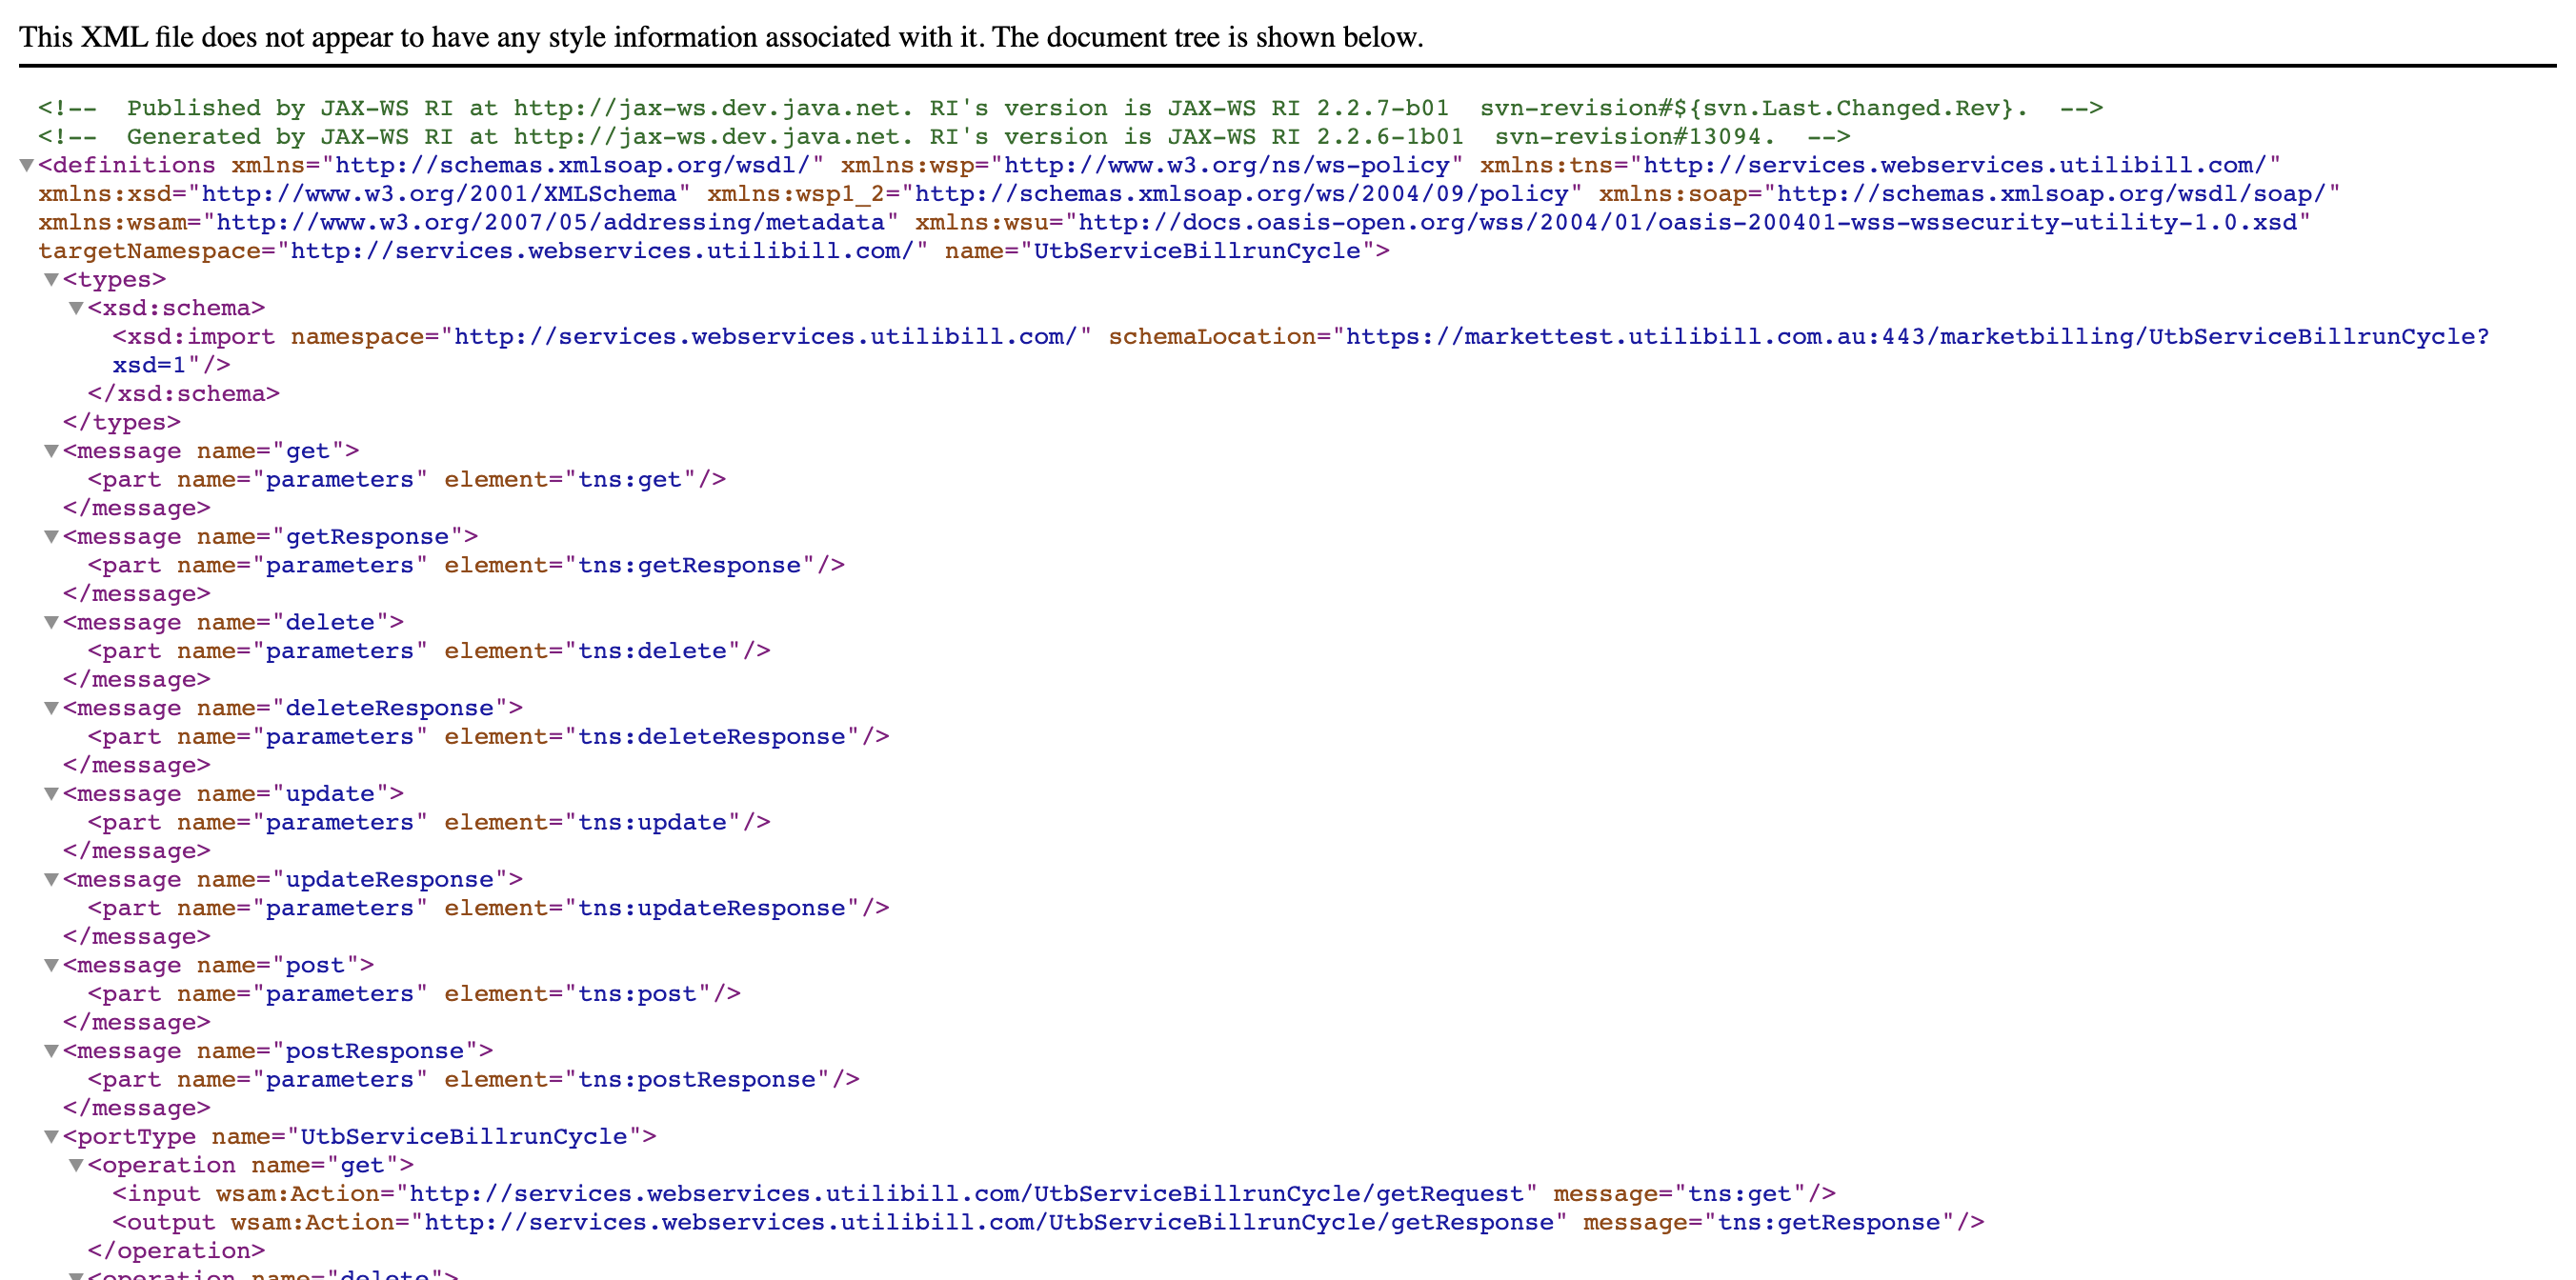 This XML file does not appear to have any style information associated with it. The document tree is shown below.
<!--  Published by JAX-WS RI at http://jax-ws.dev.java.net. RI's version is JAX-WS RI 2.2.7-b01  svn-revision#${svn.Last.Changed.Rev}.  -->
<!--  Generated by JAX-WS RI at http://jax-ws.dev.java.net. RI's version is JAX-WS RI 2.2.6-1b01  svn-revision#13094.  -->
▼<definitions xmlns="http://schemas.xmlsoap.org/wsdl/" xmlns:wsp="http://www.w3.org/ns/ws-policy" xmlns:tns="http://services.webservices.utilibill.com/"
xmlns:xsd="http://www.w3.org/2001/XMLSchema" xmlns:wsp1_2="http://schemas.xmlsoap.org/ws/2004/09/policy" xmlns:soap="http://schemas.xmlsoap.org/wsdl/soap/"
xmlns:wsam="http://www.w3.org/2007/05/addressing/metadata" xmlns:wsu="http://docs.oasis-open.org/wss/2004/01/oasis-200401-wss-wssecurity-utility-1.0.xsd"
targetNamespace="http://services.webservices.utilibill.com/" name="UtbServiceBillrunCycle">
▼<types>
▼<xsd:schema>
<xsd:import namespace="http://services.webservices.utilibill.com/" schemaLocation="https://markettest.utilibill.com.au:443/marketbilling/UtbServiceBillrunCycle?
xsd=1"/>
</xsd:schema>
</types>
▼<message name="get">
<part name="parameters" element="tns:get"/>
</message>
▼<message name="getResponse">
<part name="parameters" element="tns:getResponse"/>
</message>
▼<message name="delete">
<part name="parameters" element="tns:delete"/>
</message>
▼<message name="deleteResponse">
<part name="parameters" element="tns:deleteResponse"/>
</message>
▼<message name="update">
<part name="parameters" element="tns:update"/>
</message>
▼<message name="updateResponse">
<part name="parameters" element="tns:updateResponse"/>
</message>
▼<message name="post">
<part name="parameters" element="tns:post"/>
</message>
▼<message name="postResponse">
<part name="parameters" element="tns:postResponse"/>
</message>
▼<portType name="UtbServiceBillrunCycle">
▼<operation name="get">
<input wsam:Action="http://services.webservices.utilibill.com/UtbServiceBillrunCycle/getRequest" message="tns:get"/>
<output wsam:Action="http://services.webservices.utilibill.com/UtbServiceBillrunCycle/getResponse" message="tns:getResponse"/>
</operation>
▼<operation name="delete">